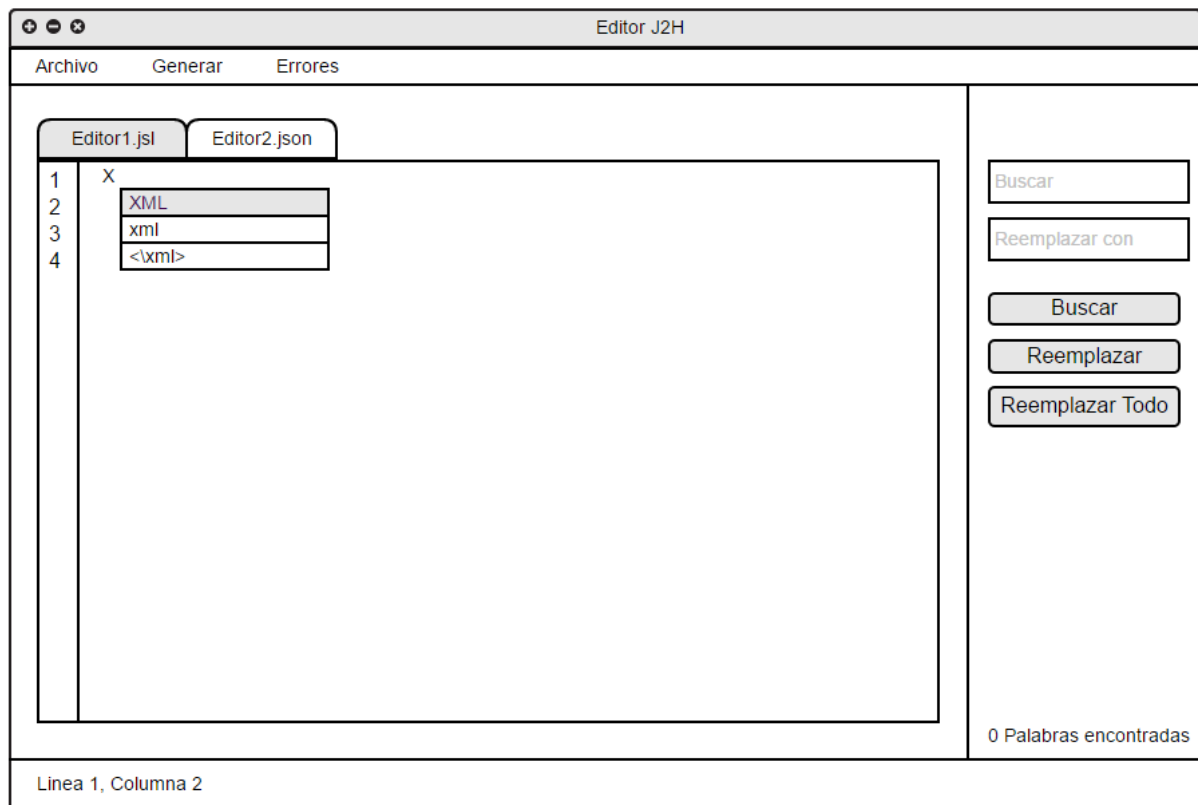 Editor J2H
Archivo Generar Errores
Editor1.jsl Editor2.json
1 X
2 XML
3 xml
4 <\xml>
Buscar
Reemplazar con
Buscar
Reemplazar
Reemplazar Todo
0 Palabras encontradas
Linea 1, Columna 2